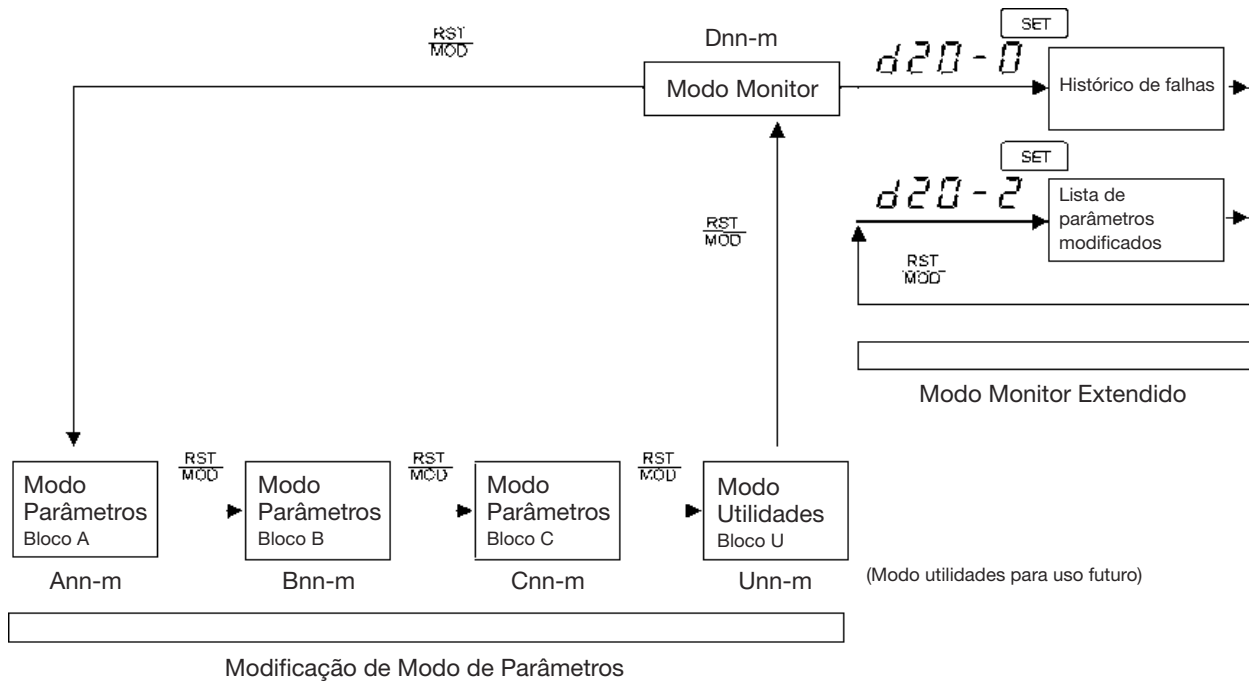 RST
MOD
Dnn-m
Modo Monitor
d20-0
SET
Histórico de falhas
SET
d20-2
Lista de
parâmetros
modificados
RST
MOD
RST
MOD
Modo Monitor Extendido
RST
MOD
RST
MOD
RST
MOD
Modo
Parâmetros
Bloco A
Modo
Parâmetros
Bloco B
Modo
Parâmetros
Bloco C
Modo
Utilidades
Bloco U
Ann-m
Bnn-m
Cnn-m
Unn-m
(Modo utilidades para uso futuro)
Modificação de Modo de Parâmetros